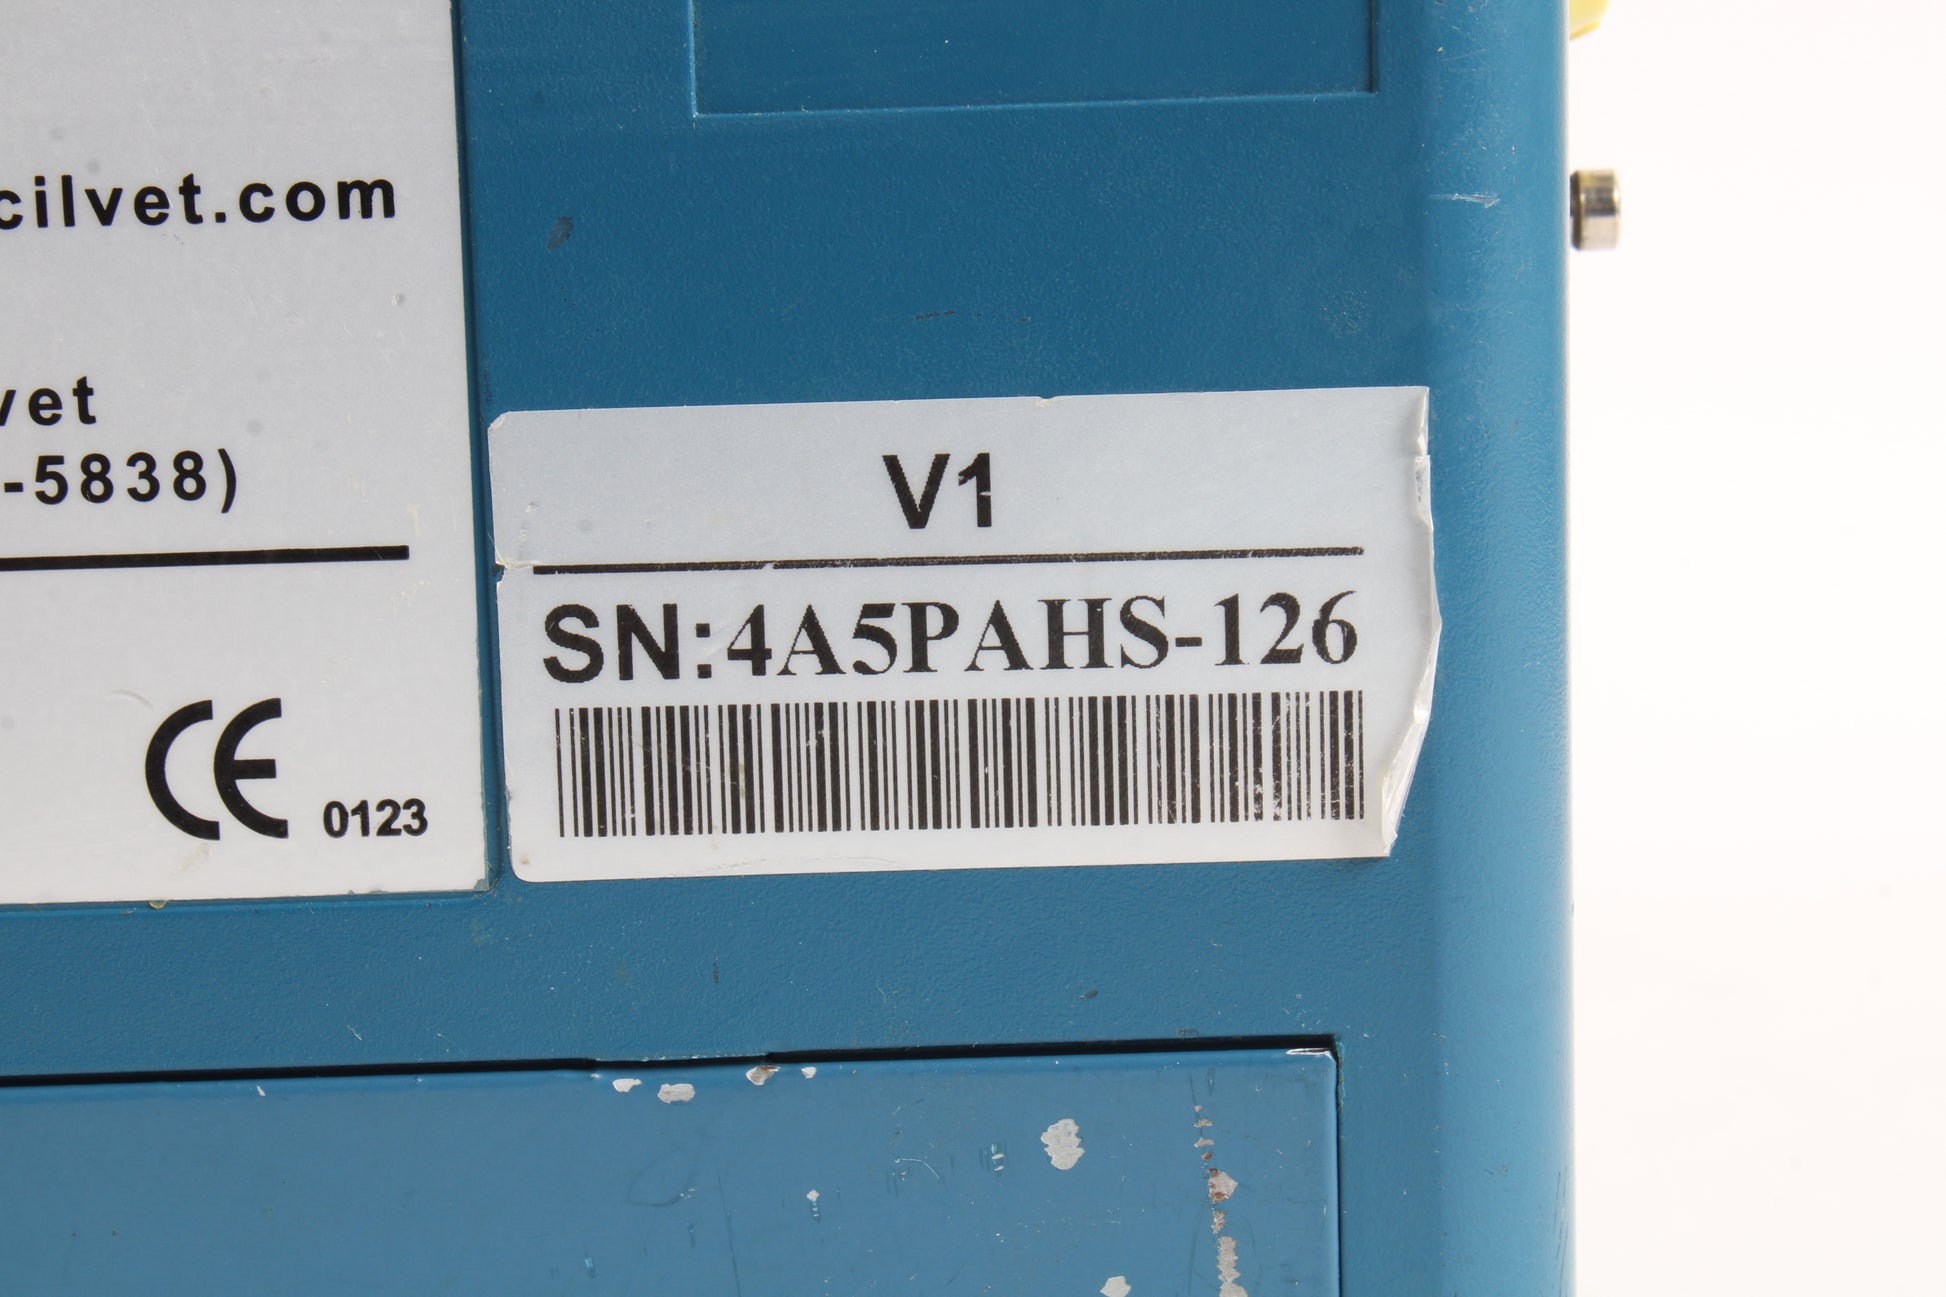 cilvet.com
vet
-5838)
CE 0123
V1
SN:4A5PAHS-126